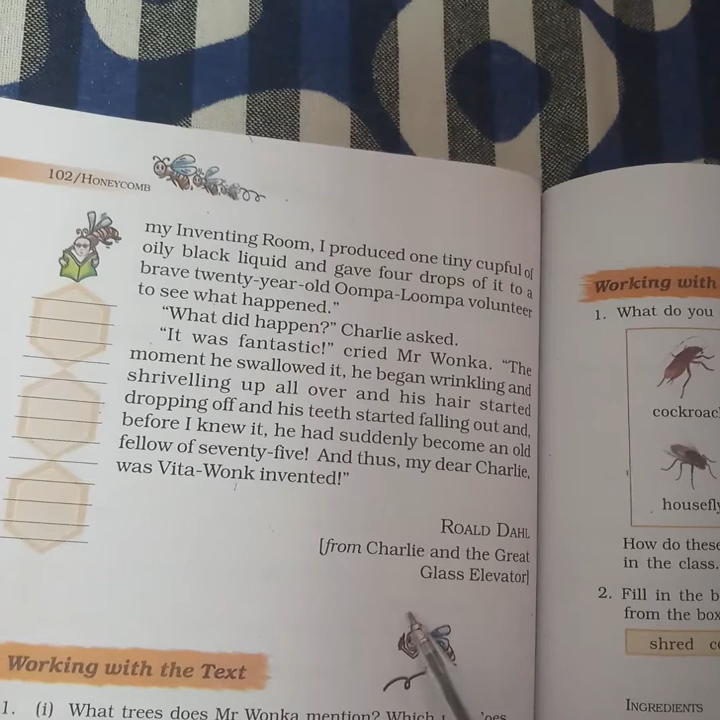 102/HONEYCOMB
my Inventing Room, I produced one tiny cupful of
oily black liquid and gave four drops of it to a
brave twenty-year-old Oompa-Loompa volunteer
to see what happened.”
“What did happen?” Charlie asked.
“It was fantastic!” cried Mr Wonka. “The
moment he swallowed it, he began wrinkling and
shrivelling up all over and his hair started
dropping off and his teeth started falling out and,
before I knew it, he had suddenly become an old
fellow of seventy-five! And thus, my dear Charlie,
was Vita-Wonk invented!”
ROALD DAHL
[from Charlie and the Great
Glass Elevator]
Working with the Text
1. (i) What trees does Mr Wonka mention? Which
Working with
1. What do you
housefly
How do these
in the class.
2. Fill in the
from the box
shred
INGREDIENTS